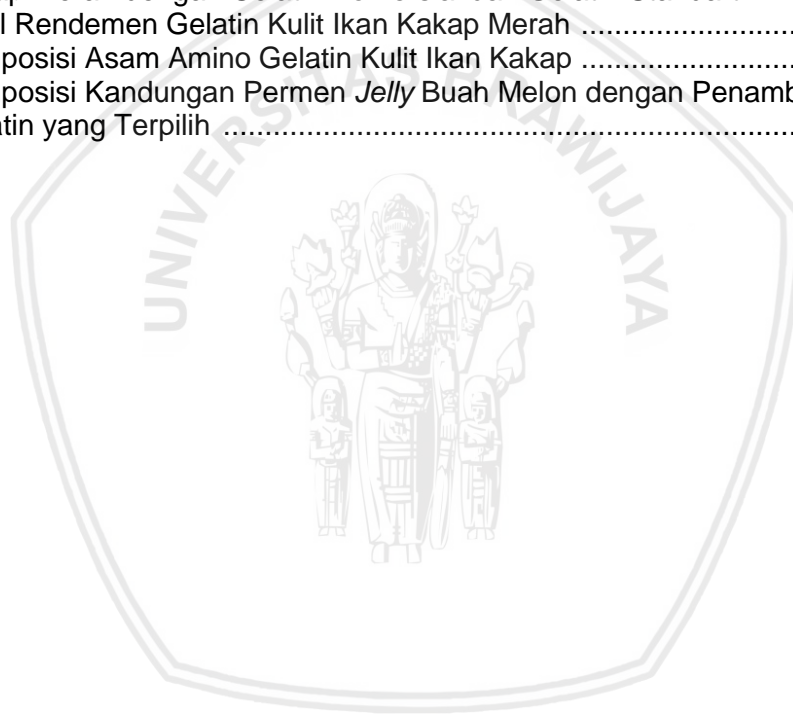 l Rendemen Gelatin Kulit Ikan Kakap Merah ............................
posisi Asam Amino Gelatin Kulit Ikan Kakap ............................
posisi Kandungan Permen Jelly Buah Melon dengan Penamb
tin yang Terpilih ....................................................................
UNIVERSITAS BRAWIJAYA